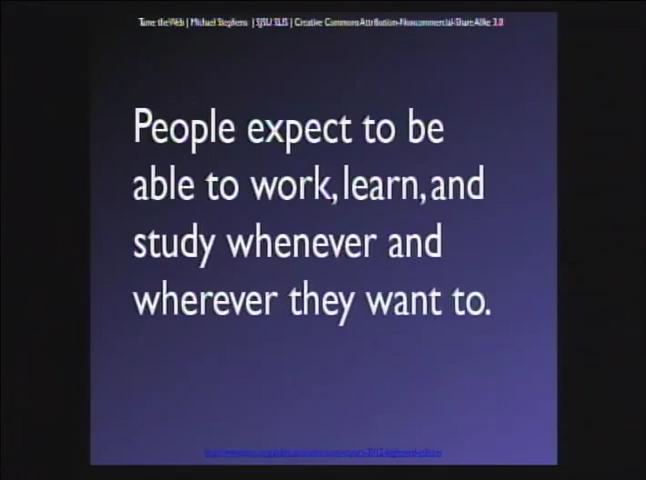 Tame the Web | Michael Stephens | SJSU SLIS | Creative Commons Attribution-Noncommercial-Share Alike 3.0
People expect to be
able to work, learn, and
study whenever and
wherever they want to.